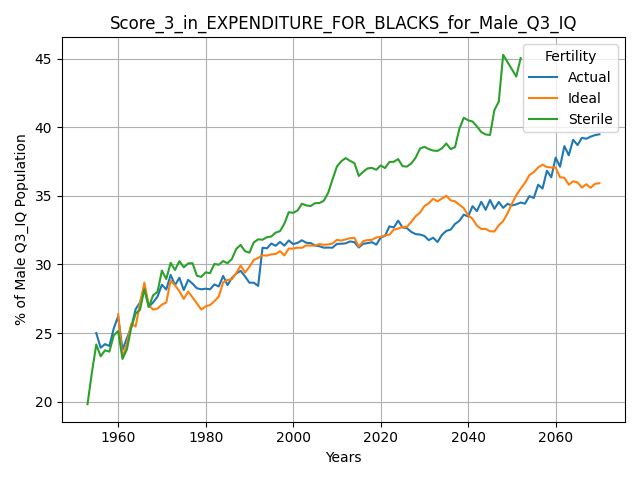 Score_3_in_EXPENDITURE_FOR_BLACKS_for_Male_Q3_IQ
Fertility
Actual
Ideal
Sterile
% of Male Q3_IQ Population
45
40
35
30
25
20
1960
1980
2000
2020
2040
2060
Years